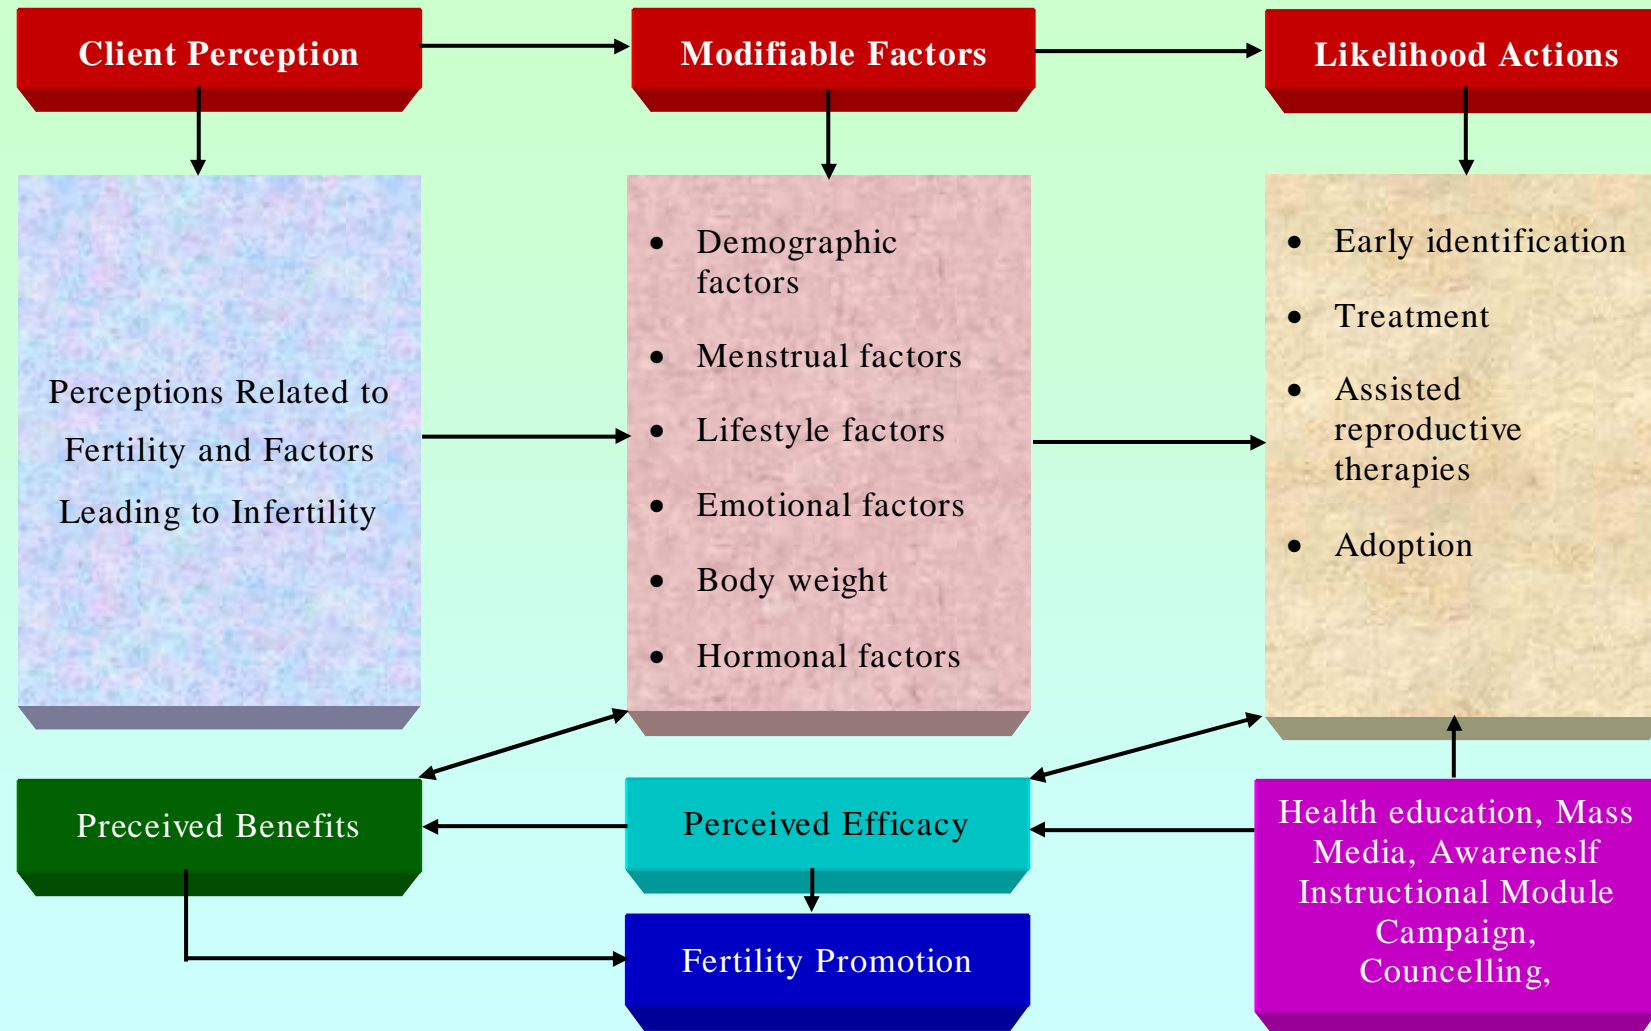 Client Perception
Modifiable Factors
Likelihood Actions
Perceptions Related to
Fertility and Factors
Leading to Infertility
• Demographic
factors
• Menstrual factors
• Lifestyle factors
• Emotional factors
• Body weight
• Hormonal factors
• Early identification
• Treatment
• Assisted
reproductive
therapies
• Adoption
Preceived Benefits
Perceived Efficacy
Health education, Mass
Media, Awareneslf
Instructional Module
Campaign,
Councelling,
Fertility Promotion